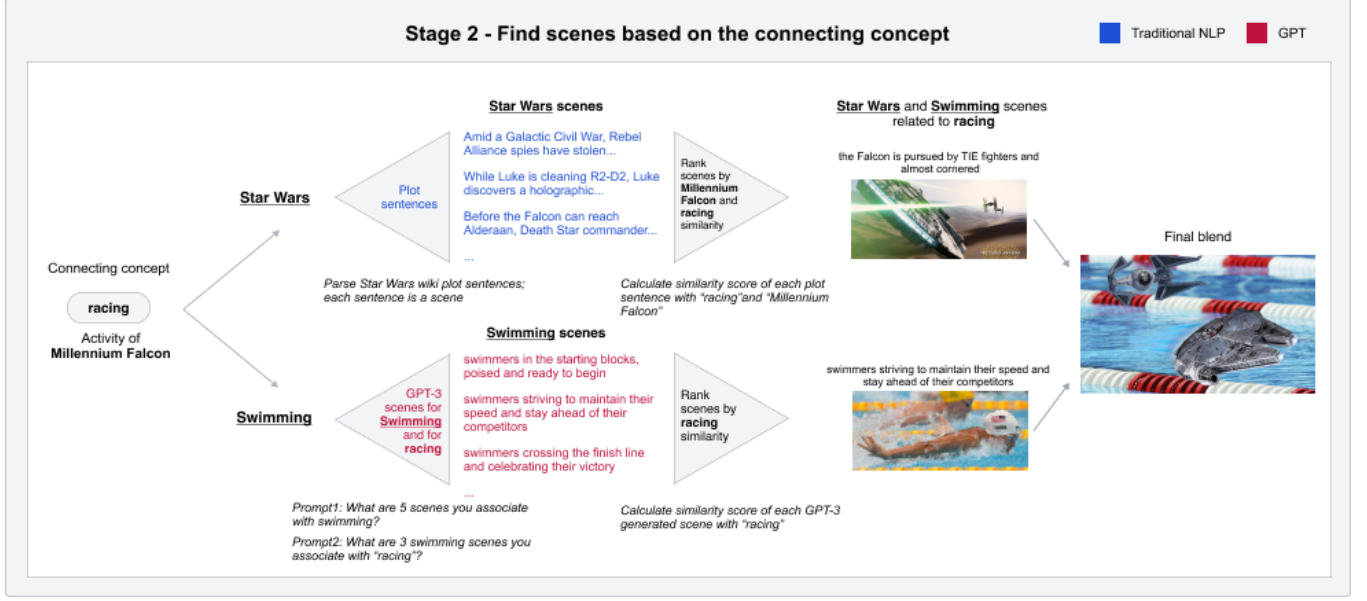 Stage 2 - Find scenes based on the connecting concept
Traditional NLP
GPT
Star Wars scenes
Star Wars and Swimming scenes
related to racing
Amid a Galactic Civil War, Rebel
Alliance spies have stolen...
While Luke is cleaning R2-D2, Luke
discovers a holographic...
Before the Falcon can reach
Alderaan, Death Star commander...
...
Plot
sentences
Rank
scenes by
Millennium
Falcon and
racing
similarity
the Falcon is pursued by TIE fighters and
almost cornered
Star Wars
Parse Star Wars wiki plot sentences;
each sentence is a scene
Calculate similarity score of each plot
sentence with “racing”and “Millennium
Falcon”
Connecting concept
racing
Activity of
Millennium Falcon
Final blend
Swimming scenes
Swimming
GPT-3
scenes for
Swimming
and for
racing
swimmers in the starting blocks,
poised and ready to begin
swimmers striving to maintain their
speed and stay ahead of their
competitors
swimmers crossing the finish line
and celebrating their victory
...
Rank
scenes by
racing
similarity
swimmers striving to maintain their speed and
stay ahead of their competitors
Prompt1: What are 5 scenes you associate
with swimming?
Prompt2: What are 3 swimming scenes you
associate with “racing”?
Calculate similarity score of each GPT-3
generated scene with “racing”